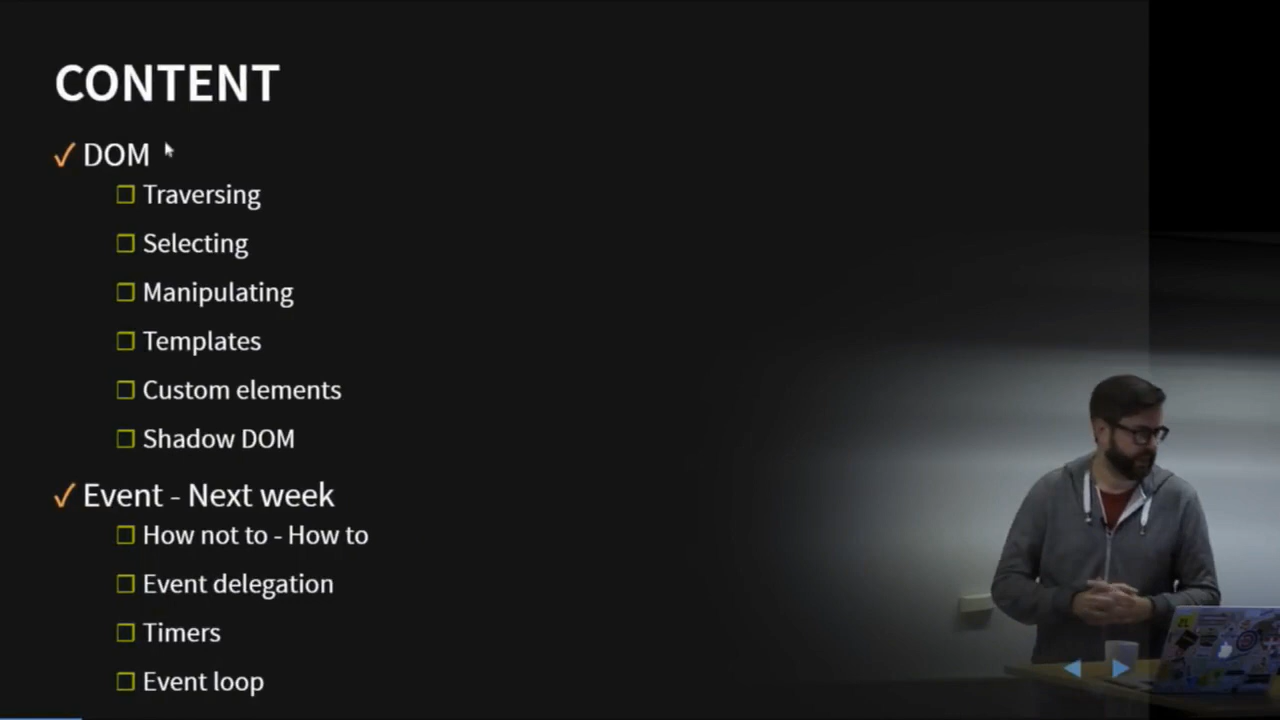 CONTENT
✓ DOM
❐ Traversing
❐ Selecting
❐ Manipulating
❐ Templates
❐ Custom elements
❐ Shadow DOM
✓ Event - Next week
❐ How not to - How to
❐ Event delegation
❐ Timers
❐ Event loop